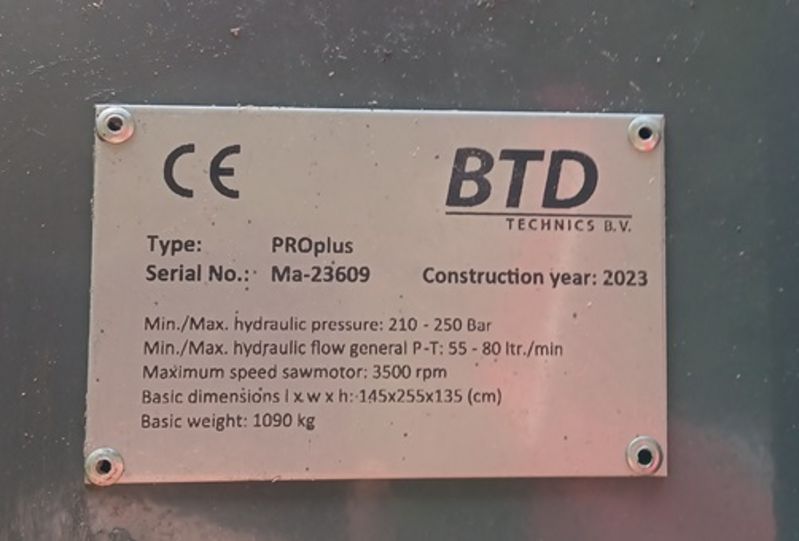 CE
BTD
TECHNICS B.V.
Type: PROplus
Serial No.: Ma-23609 Construction year: 2023
Min./Max. hydraulic pressure: 210 - 250 Bar
Min./Max. hydraulic flow general P-T: 55 - 80 ltr./min
Maximum speed sawmotor: 3500 rpm
Basic dimensions l x w x h: 145x255x135 (cm)
Basic weight: 1090 kg